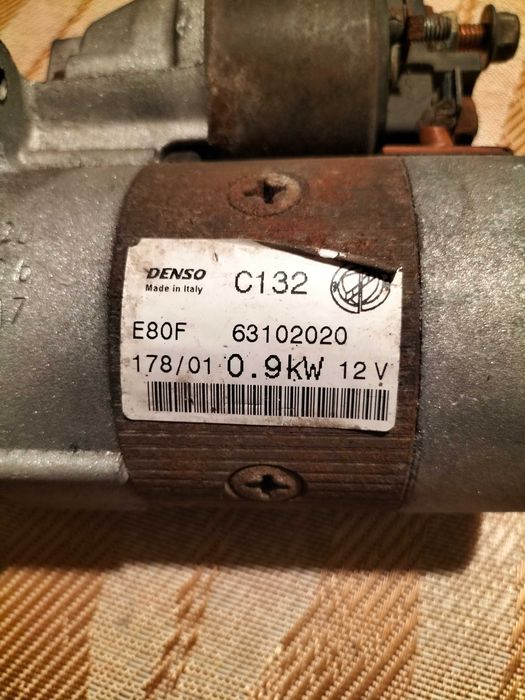 DENSO
Made in Italy
C132
E80F 63102020
178/01 0.9kW 12 V